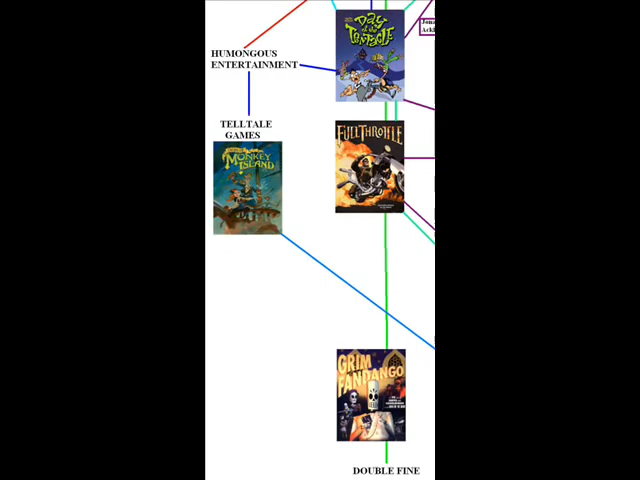 Day
of the
Tentacle
HUMONGOUS
ENTERTAINMENT
TELLTALE
GAMES
FULL THROTTLE
MONKEY
ISLAND
GRIM
FANDANGO
DOUBLE FINE